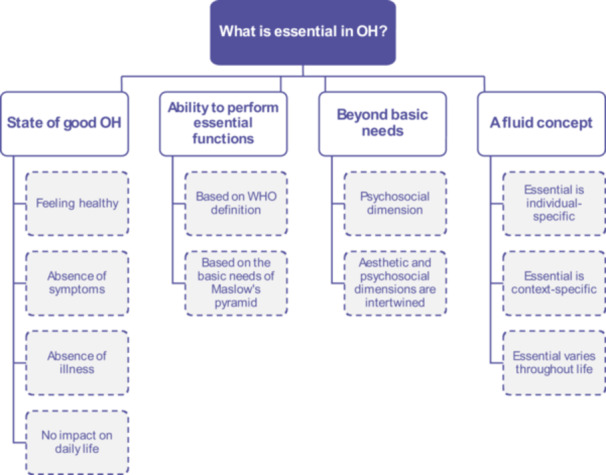 What is essential in OH?
State of good OH
Feeling healthy
Absence of
symptoms
Absence of
illness
No impact on
daily life
Ability to perform
essential
functions
Based on WHO
definition
Based on the
basic needs of
Maslow's
pyramid
Beyond basic
needs
Psychosocial
dimension
Aesthetic and
psychosocial
dimensions are
intertwined
A fluid concept
Essential is
individual-
specific
Essential is
context-specific
Essential varies
throughout life